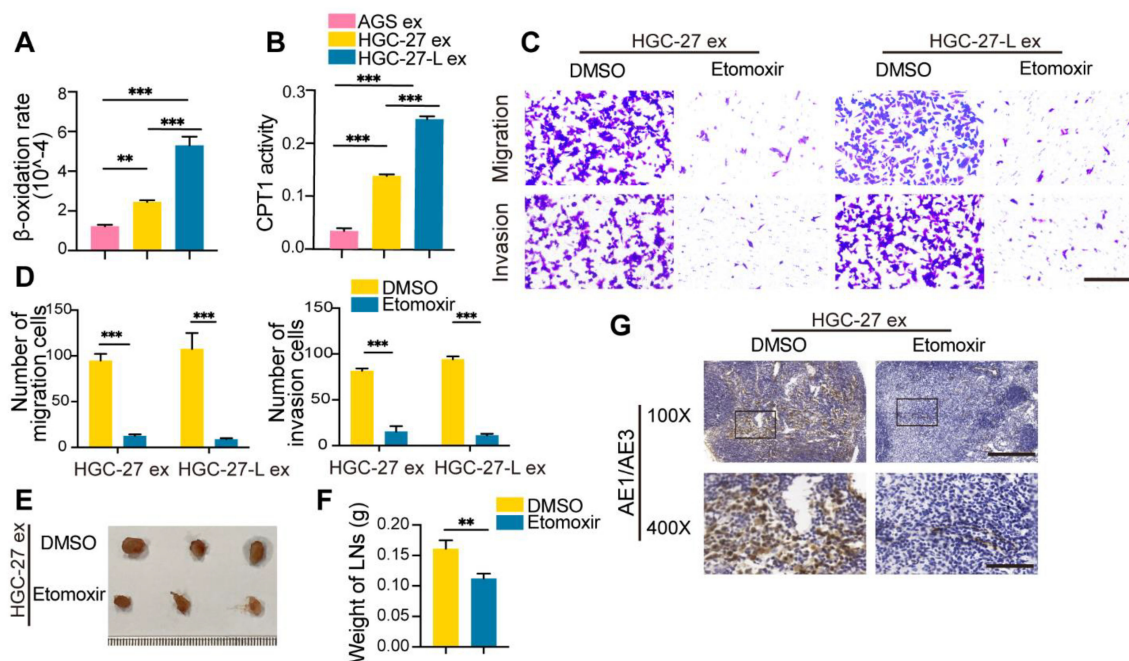 A
β-oxidation rate
(10^-4)
8
6
4
2
0
***
***
**
B
AGS ex
HGC-27 ex
HGC-27-L ex
CPT1 activity
0.3
0.2
0.1
0.0
***
***
***
C
HGC-27 ex
HGC-27-L ex
DMSO
Etomoxir
DMSO
Etomoxir
Migration
Invasion
D
DMSO
Etomoxir
Number of
migration cells
150
100
50
0
***
***
HGC-27 ex
HGC-27-L ex
Number of
invasion cells
150
100
50
0
***
***
HGC-27 ex
HGC-27-L ex
E
HGC-27 ex
DMSO
Etomoxir
F
DMSO
Etomoxir
Weight of LNs (g)
0.20
0.15
0.10
0.05
0.00
**
G
HGC-27 ex
DMSO
Etomoxir
AE1/AE3
100X
400X